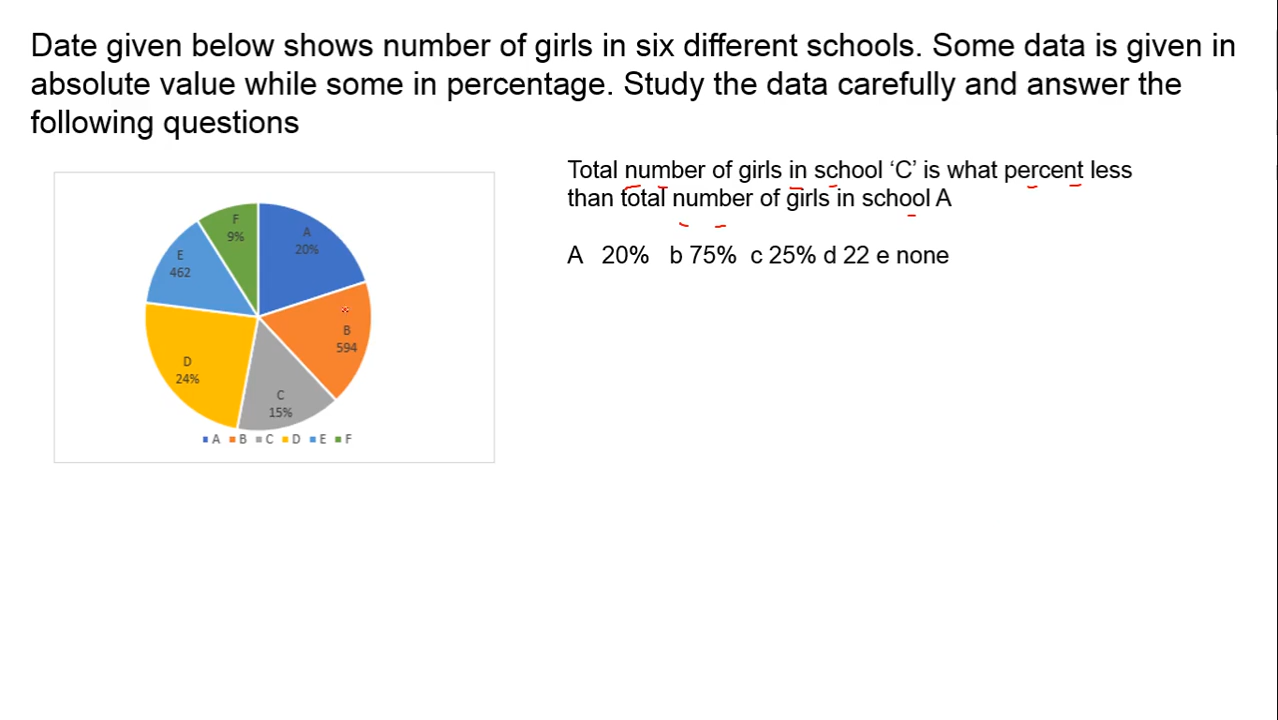 Date given below shows number of girls in six different schools. Some data is given in
absolute value while some in percentage. Study the data carefully and answer the
following questions
Total number of girls in school ‘C’ is what percent less
than total number of girls in school A
A 20% b 75% c 25% d 22 e none
F
9%
A
20%
E
462
B
594
D
24%
C
15%
A B C D E F